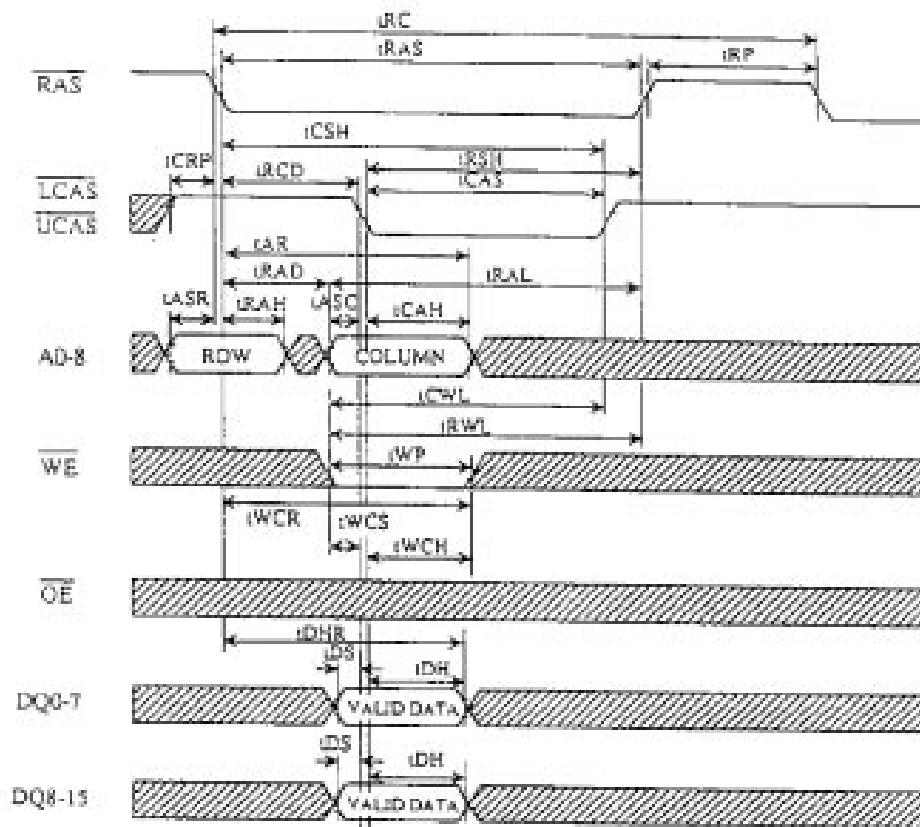 tRC
tRAS
tRP
RAS
tCSH
tCRP
tRCD
tRSH
LCAS
tCAS
UCAS
tAR
tRAD
tRAL
tASR
tRAH
tASC
tCAH
A0-8
ROW
COLUMN
tCWL
tRWL
WE
tWP
tWCR
tWCS
tWCH
OE
tDHR
tDS
tDH
DQ0-7
VALID DATA
tDS
tDH
DQ8-15
VALID DATA